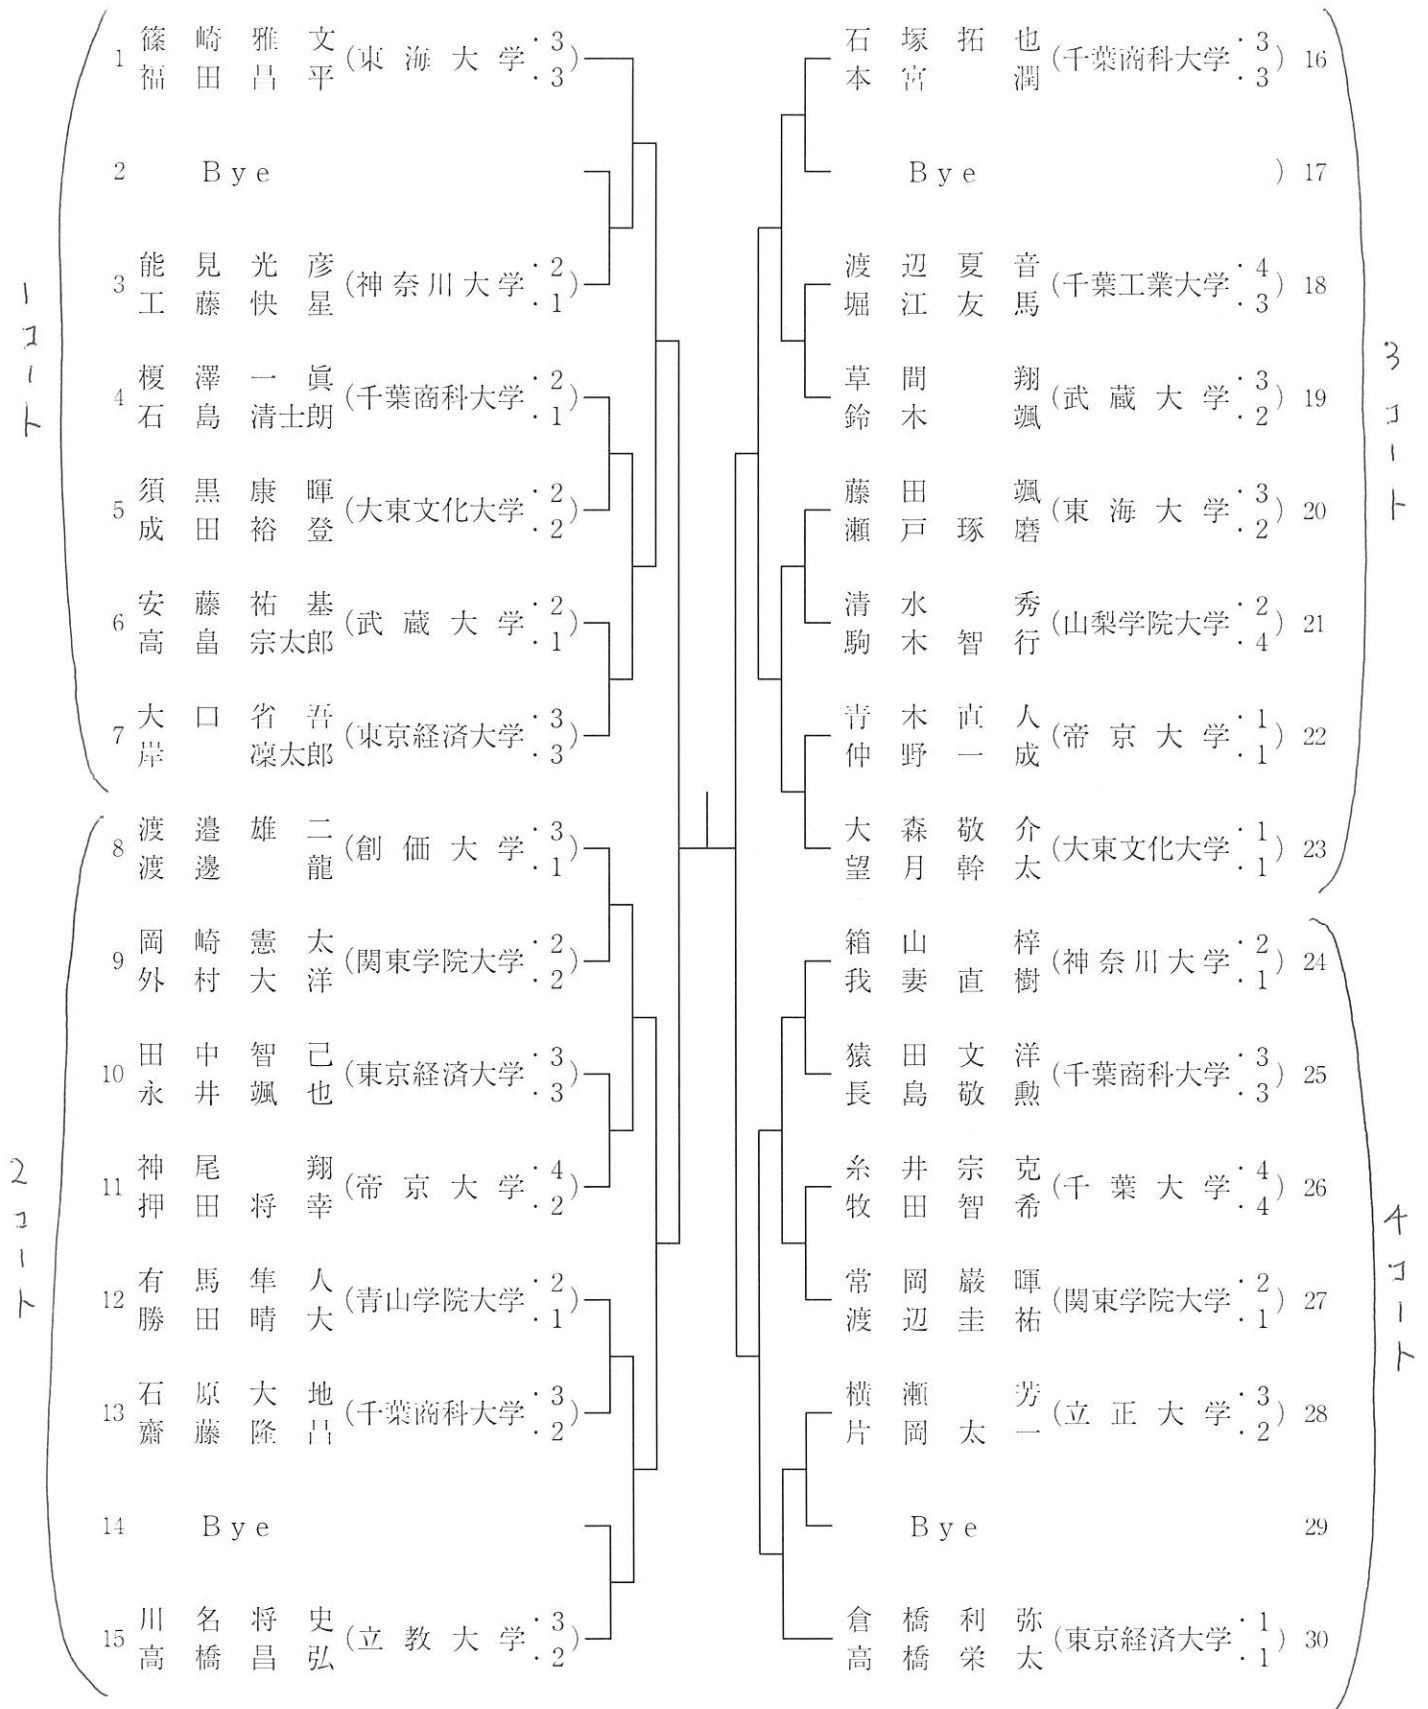 1コート
1 篠崎雅文 (東海大学・3
福田昌平 ・3)
2 Bye
3 能見光彦 (神奈川大学・2
工藤快星 ・1)
4 榎澤一眞 (千葉商科大学・2
石島清士朗 ・1)
5 須黒康暉 (大東文化大学・2
成田裕登 ・2)
6 安藤祐基 (武蔵大学・2
高畠宗太郎 ・1)
7 大口省吾 (東京経済大学・3
岸凜太郎 ・3)
2コート
8 渡邉雄二 (創価大学・3
渡邊龍 ・1)
9 岡崎憲太 (関東学院大学・2
外村大洋 ・2)
10 田中智己 (東京経済大学・3
永井颯也 ・3)
11 神尾翔 (帝京大学・4
押田将幸 ・2)
12 有馬隼人 (青山学院大学・2
勝田晴大 ・1)
13 石原大地 (千葉商科大学・3
齋藤隆昌 ・2)
14 Bye
15 川名将史 (立教大学・3
高橋昌弘 ・2)
3コート
石塚拓也 (千葉商科大学・3
本宮潤 ・3) 16
Bye ) 17
渡辺夏音 (千葉工業大学・4
堀江友馬 ・3) 18
草間翔 (武蔵大学・3
鈴木颯 ・2) 19
藤田颯 (東海大学・3
瀬戸琢磨 ・2) 20
清水秀 (山梨学院大学・2
駒木智行 ・4) 21
青木直人 (帝京大学・1
仲野一成 ・1) 22
大森敬介 (大東文化大学・1
望月幹太 ・1) 23
4コート
箱山梓 (神奈川大学・2
我妻直樹 ・1) 24
猿田文洋 (千葉商科大学・3
長島敬勲 ・3) 25
糸井宗克 (千葉大学・4
牧田智希 ・4) 26
常岡巌暉 (関東学院大学・2
渡辺圭祐 ・1) 27
横瀬芳 (立正大学・3
片岡太一 ・2) 28
Bye 29
倉橋利弥 (東京経済大学・1
高橋栄太 ・1) 30